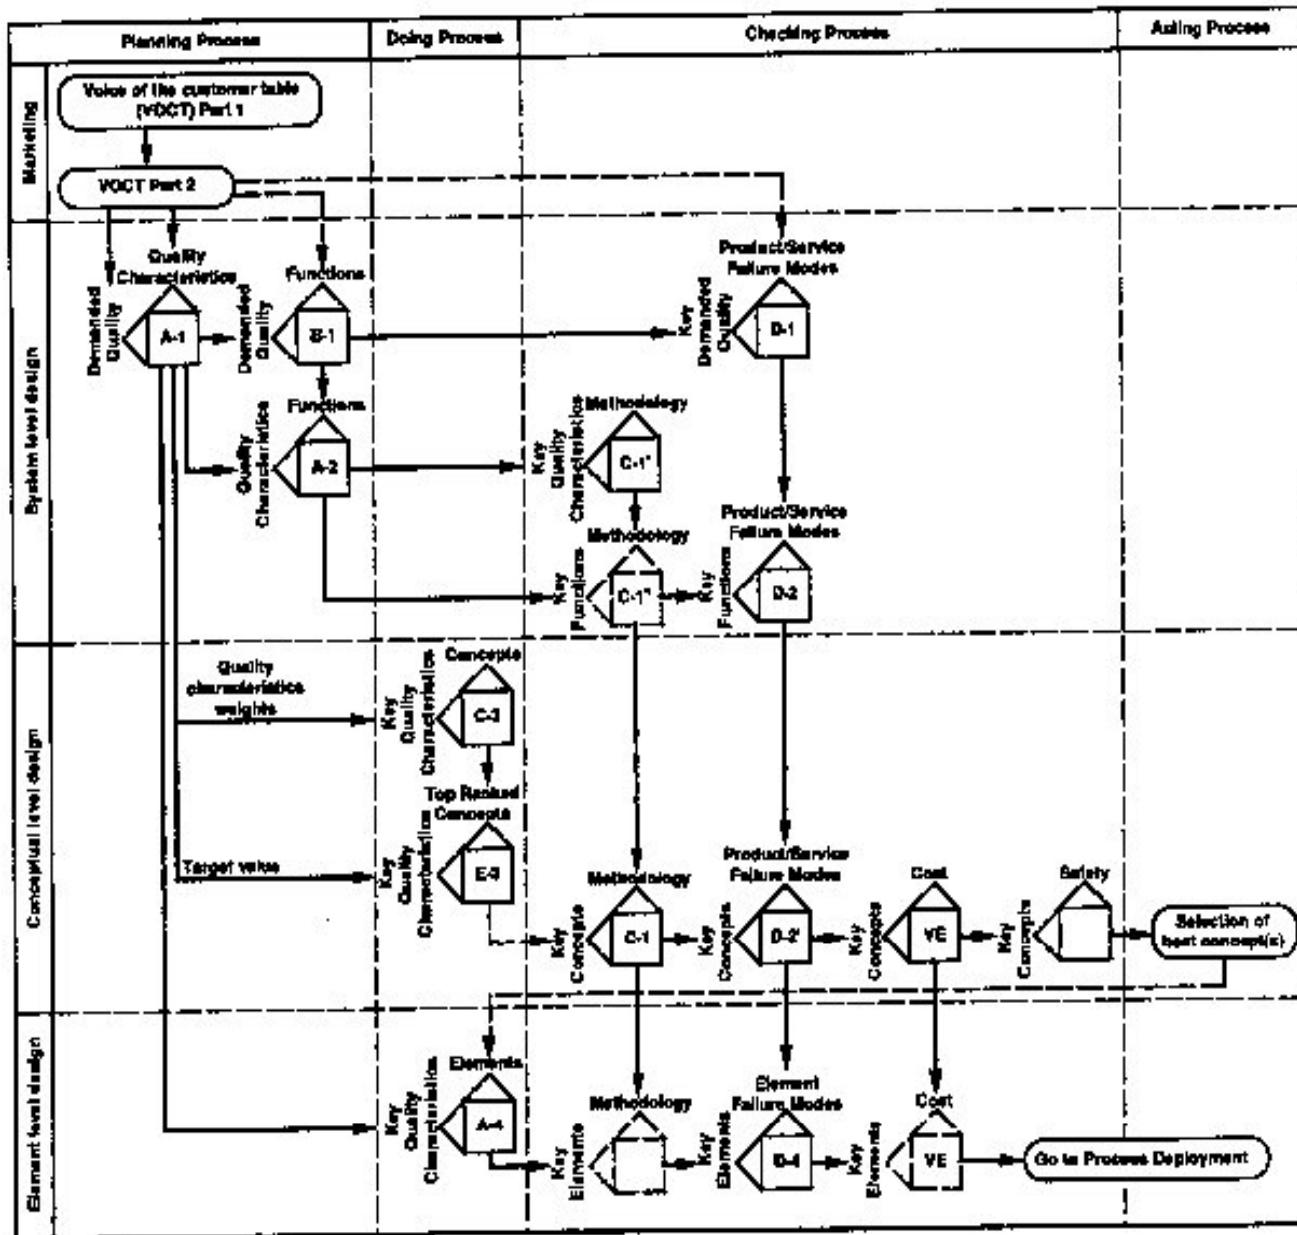 Planning Process
Doing Process
Checking Process
Acting Process
Marketing
Voice of the customer table
(VOCT) Part 1
VOCT Part 2
System level design
Quality
Characteristics
Demanded
Quality
A-1
Functions
Demanded
Quality
B-1
Product/Service
Failure Modes
Key
Demanded
Quality
D-1
Functions
Quality
Characteristics
A-2
Methodology
Key
Quality
Characteristics
C-1"
Methodology
Key
Functions
C-1"
Product/Service
Failure Modes
Key
Functions
D-2
Conceptual level design
Quality
characteristics
weights
Concepts
Key
Quality
Characteristics
Top Ranked
Concepts
Target value
Key
Quality
Characteristics
Methodology
Key
Concepts
C-1
Product/Service
Failure Modes
Key
Concepts
D-2
Cost
Key
Concepts
VE
Safety
Key
Concepts
Selection of
best concept(s)
Element level design
Elements
Key
Quality
Characteristics
A-4
Methodology
Key
Elements
Element
Failure Modes
Key
Elements
D-4
Cost
Key
Elements
VE
Go to Process Deployment